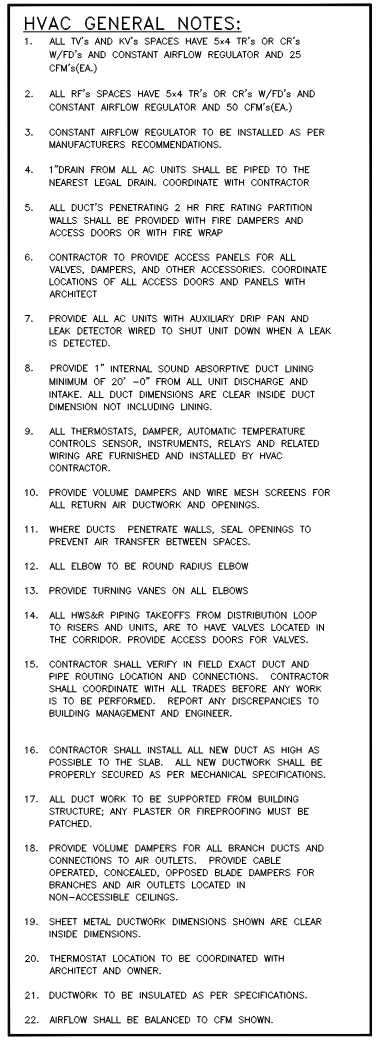 HVAC GENERAL NOTES:
1. ALL TV's AND KV's SPACES HAVE 5x4 TR's OR CR's
W/FD's AND CONSTANT AIRFLOW REGULATOR AND 25
CFM's(EA.)
2. ALL RF's SPACES HAVE 5x4 TR's OR CR's W/FD's AND
CONSTANT AIRFLOW REGULATOR AND 50 CFM's(EA.)
3. CONSTANT AIRFLOW REGULATOR TO BE INSTALLED AS PER
MANUFACTURERS RECOMMENDATIONS.
4. 1"DRAIN FROM ALL AC UNITS SHALL BE PIPED TO THE
NEAREST LEGAL DRAIN. COORDINATE WITH CONTRACTOR
5. ALL DUCT'S PENETRATING 2 HR FIRE RATING PARTITION
WALLS SHALL BE PROVIDED WITH FIRE DAMPERS AND
ACCESS DOORS OR WITH FIRE WRAP
6. CONTRACTOR TO PROVIDE ACCESS PANELS FOR ALL
VALVES, DAMPERS, AND OTHER ACCESSORIES. COORDINATE
LOCATIONS OF ALL ACCESS DOORS AND PANELS WITH
ARCHITECT
7. PROVIDE ALL AC UNITS WITH AUXILIARY DRIP PAN AND
LEAK DETECTOR WIRED TO SHUT UNIT DOWN WHEN A LEAK
IS DETECTED.
8. PROVIDE 1" INTERNAL SOUND ABSORPTIVE DUCT LINING
MINIMUM OF 20' -0" FROM ALL UNIT DISCHARGE AND
INTAKE. ALL DUCT DIMENSIONS ARE CLEAR INSIDE DUCT
DIMENSION NOT INCLUDING LINING.
9. ALL THERMOSTATS, DAMPER, AUTOMATIC TEMPERATURE
CONTROLS SENSOR, INSTRUMENTS, RELAYS AND RELATED
WIRING ARE FURNISHED AND INSTALLED BY HVAC
CONTRACTOR.
10. PROVIDE VOLUME DAMPERS AND WIRE MESH SCREENS FOR
ALL RETURN AIR DUCTWORK AND OPENINGS.
11. WHERE DUCTS PENETRATE WALLS, SEAL OPENINGS TO
PREVENT AIR TRANSFER BETWEEN SPACES.
12. ALL ELBOW TO BE ROUND RADIUS ELBOW
13. PROVIDE TURNING VANES ON ALL ELBOWS
14. ALL HWS&R PIPING TAKEOFFS FROM DISTRIBUTION LOOP
TO RISERS AND UNITS, ARE TO HAVE VALVES LOCATED IN
THE CORRIDOR. PROVIDE ACCESS DOORS FOR VALVES.
15. CONTRACTOR SHALL VERIFY IN FIELD EXACT DUCT AND
PIPE ROUTING LOCATION AND CONNECTIONS. CONTRACTOR
SHALL COORDINATE WITH ALL TRADES BEFORE ANY WORK
IS TO BE PERFORMED. REPORT ANY DISCREPANCIES TO
BUILDING MANAGEMENT AND ENGINEER.
16. CONTRACTOR SHALL INSTALL ALL NEW DUCT AS HIGH AS
POSSIBLE TO THE SLAB. ALL NEW DUCTWORK SHALL BE
PROPERLY SECURED AS PER MECHANICAL SPECIFICATIONS.
17. ALL DUCT WORK TO BE SUPPORTED FROM BUILDING
STRUCTURE; ANY PLASTER OR FIREPROOFING MUST BE
PATCHED.
18. PROVIDE VOLUME DAMPERS FOR ALL BRANCH DUCTS AND
CONNECTIONS TO AIR OUTLETS. PROVIDE CABLE
OPERATED, CONCEALED, OPPOSED BLADE DAMPERS FOR
BRANCHES AND AIR OUTLETS LOCATED IN
NON-ACCESSIBLE CEILINGS.
19. SHEET METAL DUCTWORK DIMENSIONS SHOWN ARE CLEAR
INSIDE DIMENSIONS.
20. THERMOSTAT LOCATION TO BE COORDINATED WITH
ARCHITECT AND OWNER.
21. DUCTWORK TO BE INSULATED AS PER SPECIFICATIONS.
22. AIRFLOW SHALL BE BALANCED TO CFM SHOWN.